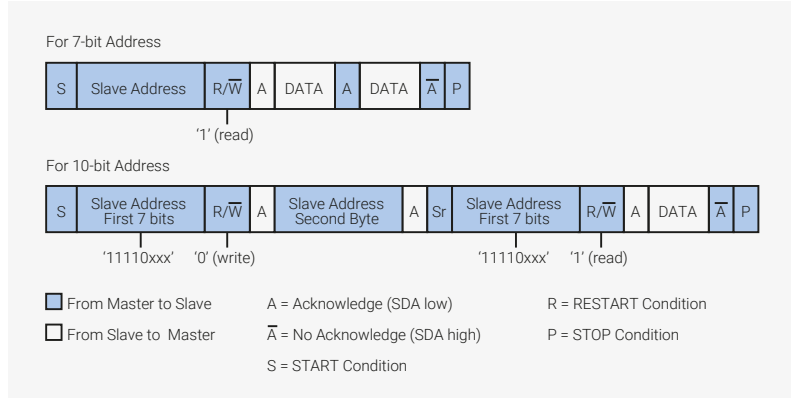 For 7-bit Address
S Slave Address R/W̅ A DATA A DATA A̅ P
‘1’ (read)
For 10-bit Address
S Slave Address First 7 bits R/W̅ A Slave Address Second Byte A Sr Slave Address First 7 bits R/W̅ A DATA A̅ P
‘11110xxx’ ‘0’ (write) ‘11110xxx’ ‘1’ (read)
From Master to Slave A = Acknowledge (SDA low) R = RESTART Condition
From Slave to Master A̅ = No Acknowledge (SDA high) P = STOP Condition
S = START Condition